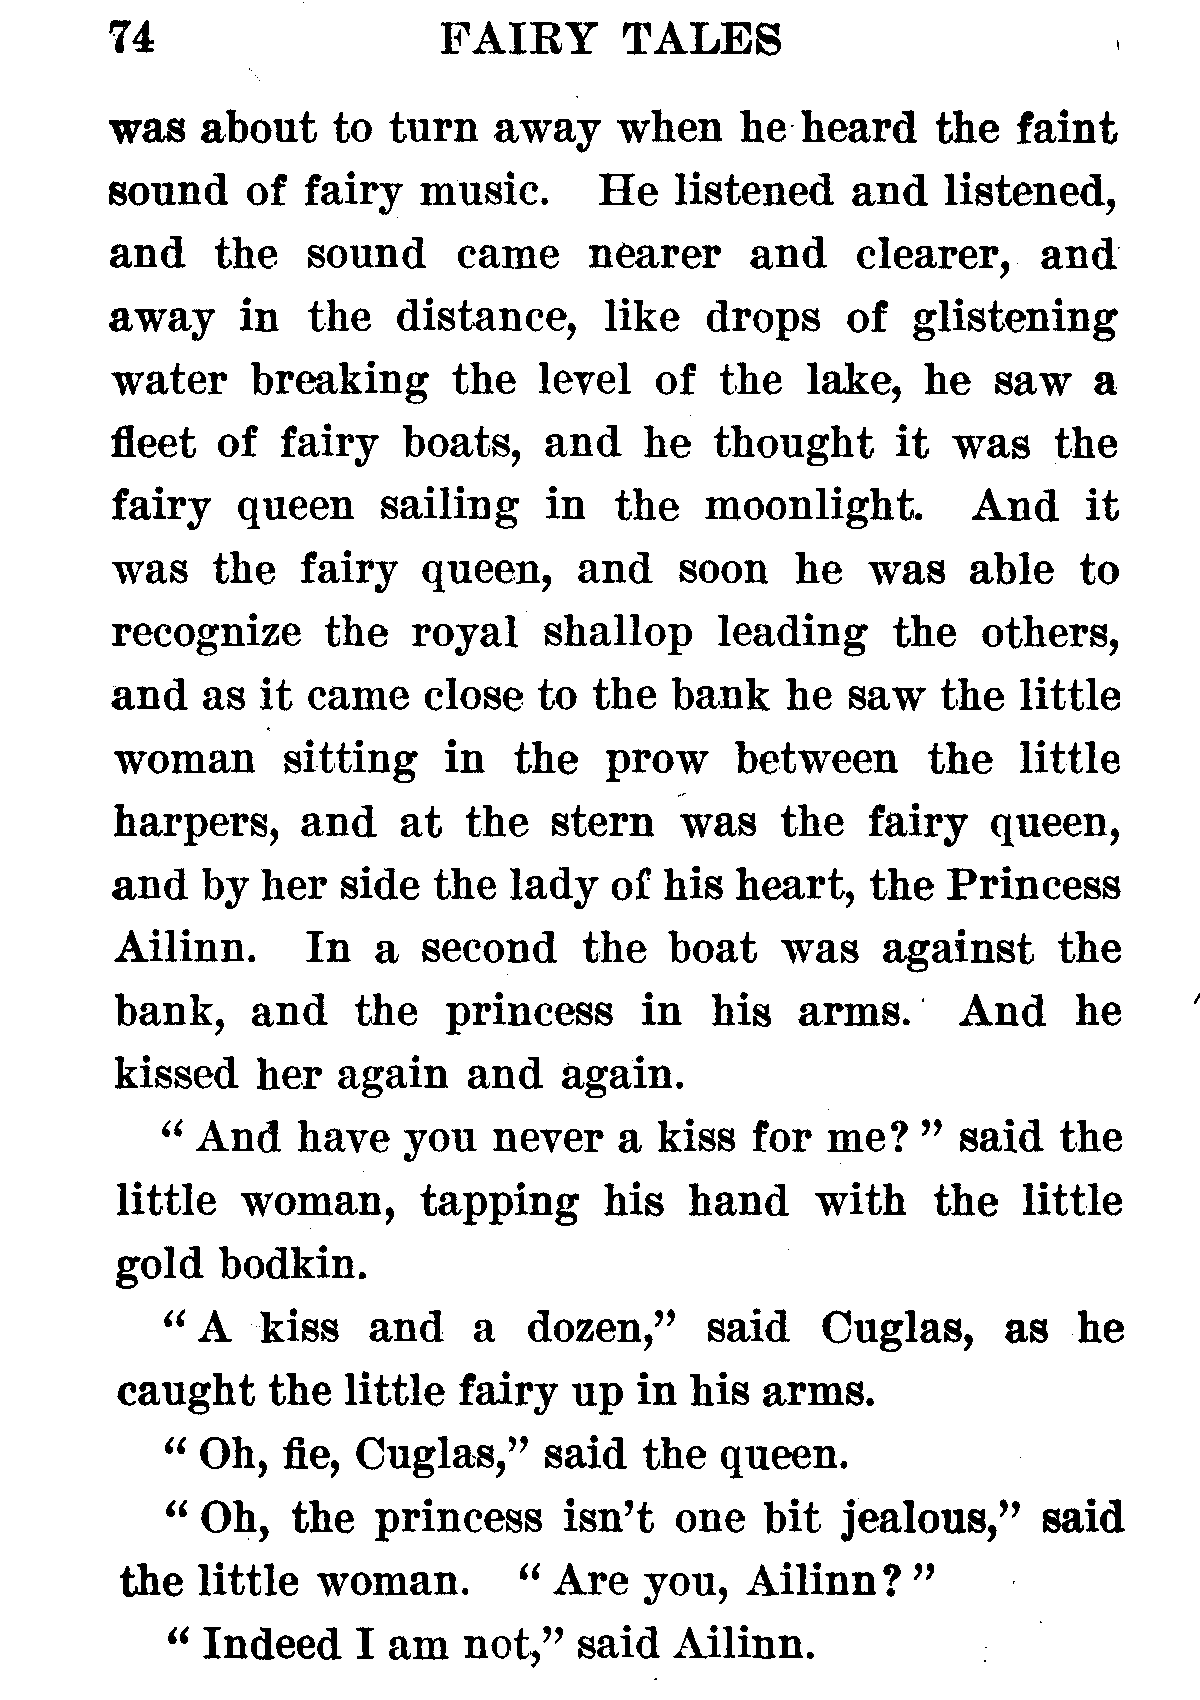 74 FAIRY TALES
was about to turn away when he heard the faint
sound of fairy music. He listened and listened,
and the sound came nearer and clearer, and
away in the distance, like drops of glistening
water breaking the level of the lake, he saw a
fleet of fairy boats, and he thought it was the
fairy queen sailing in the moonlight. And it
was the fairy queen, and soon he was able to
recognize the royal shallop leading the others,
and as it came close to the bank he saw the little
woman sitting in the prow between the little
harpers, and at the stern was the fairy queen,
and by her side the lady of his heart, the Princess
Ailinn. In a second the boat was against the
bank, and the princess in his arms. And he
kissed her again and again.
“ And have you never a kiss for me? ” said the
little woman, tapping his hand with the little
gold bodkin.
“ A kiss and a dozen,” said Cuglas, as he
caught the little fairy up in his arms.
“ Oh, fie, Cuglas,” said the queen.
“ Oh, the princess isn’t one bit jealous,” said
the little woman. “ Are you, Ailinn? ”
“ Indeed I am not,” said Ailinn.